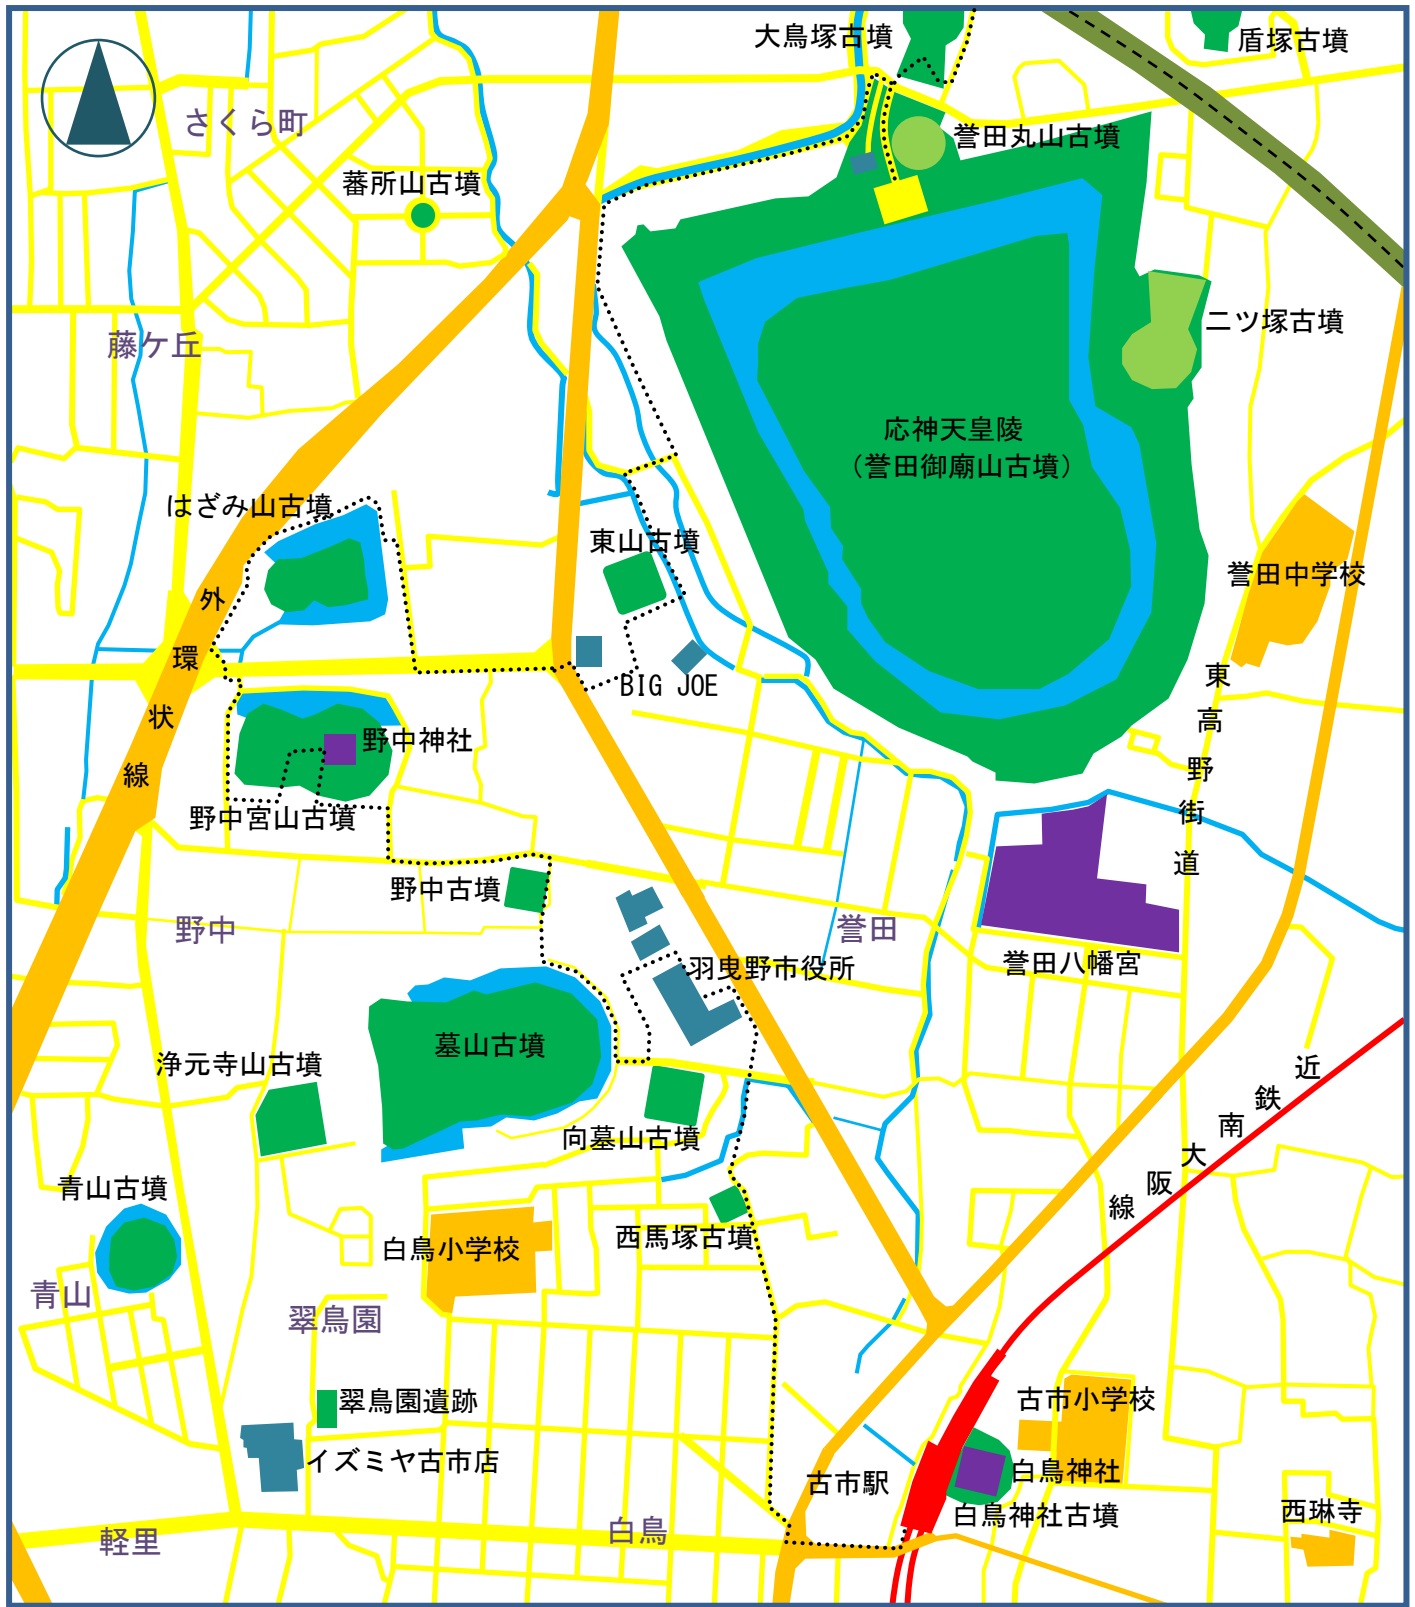 大鳥塚古墳
盾塚古墳
さくら町
誉田丸山古墳
蕃所山古墳
二ツ塚古墳
藤ケ丘
応神天皇陵
（誉田御廟山古墳）
はざみ山古墳
東山古墳
誉田中学校
外環状線
BIG JOE
東高野街道
野中神社
野中宮山古墳
野中古墳
野中
誉田
羽曳野市役所
誉田八幡宮
墓山古墳
浄元寺山古墳
近鉄南大阪線
向墓山古墳
青山古墳
西馬塚古墳
白鳥小学校
青山
翠鳥園
翠鳥園遺跡
古市小学校
イズミヤ古市店
古市駅
白鳥神社
白鳥神社古墳
西琳寺
白鳥
軽里